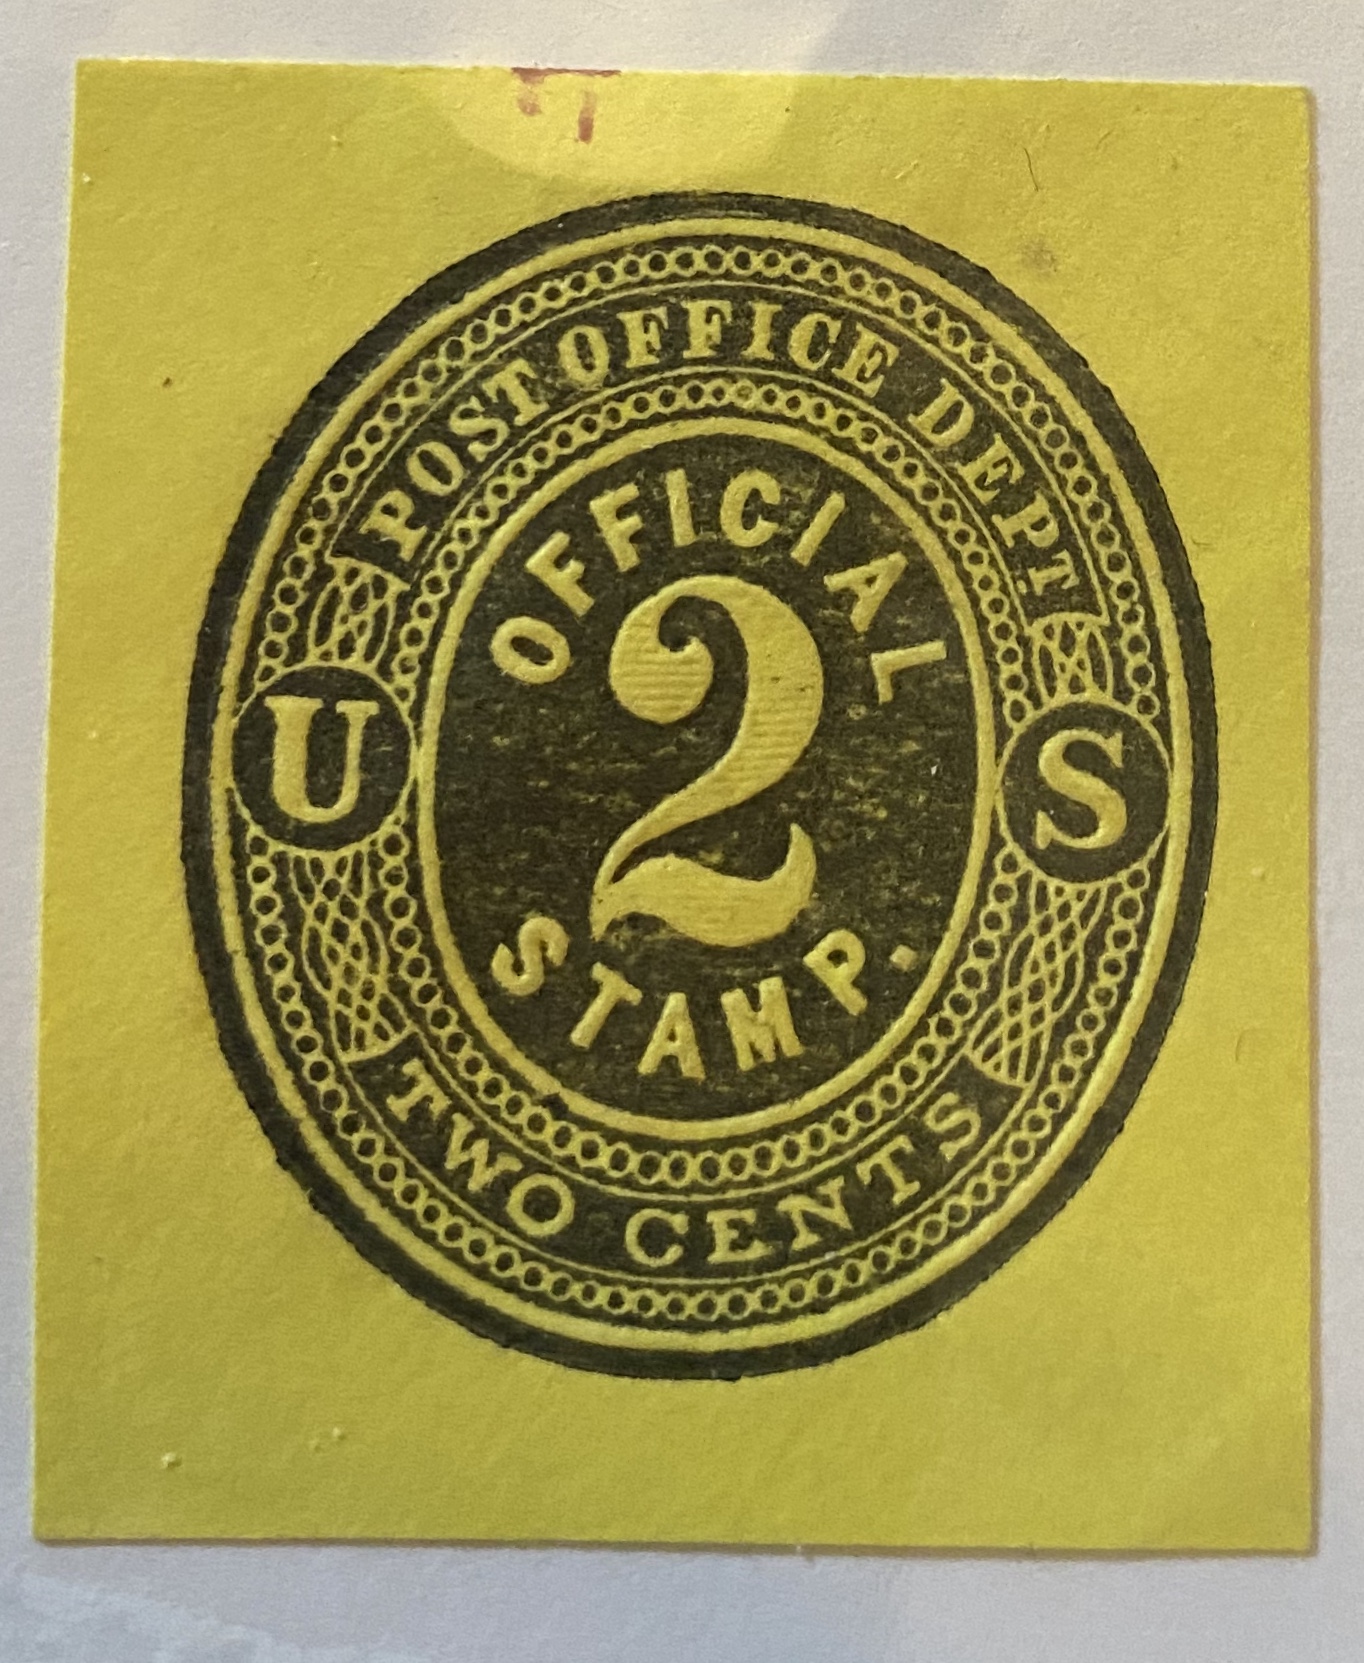 POST OFFICE DEPT
OFFICIAL
2
U S
STAMP.
TWO CENTS